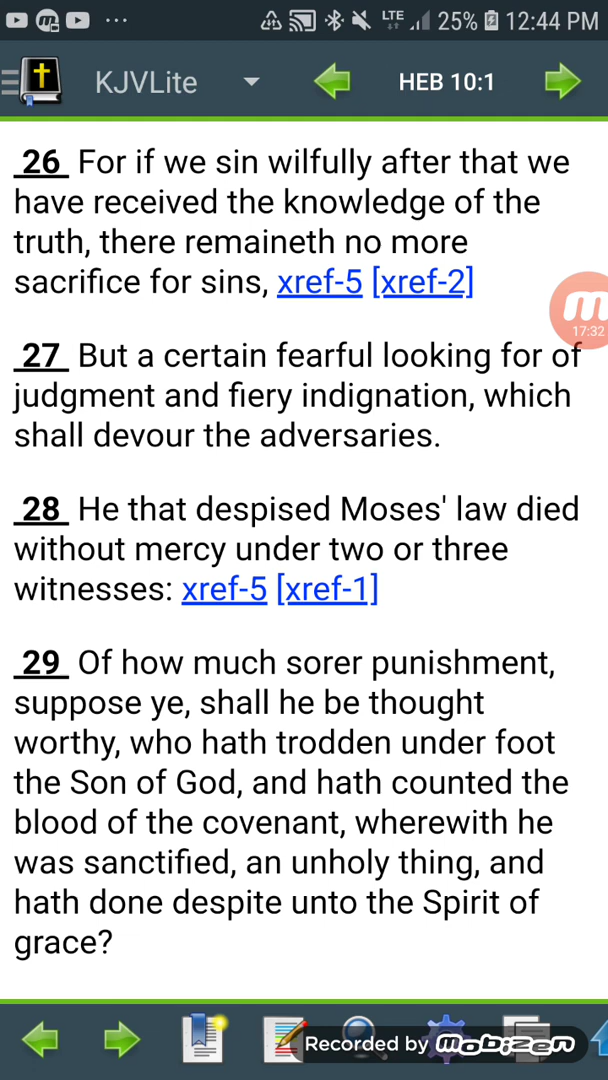 LTE 25% 12:44 PM
KJVLite HEB 10:1
26 For if we sin wilfully after that we
have received the knowledge of the
truth, there remaineth no more
sacrifice for sins, xref-5 [xref-2]
17:32
27 But a certain fearful looking for of
judgment and fiery indignation, which
shall devour the adversaries.
28 He that despised Moses' law died
without mercy under two or three
witnesses: xref-5 [xref-1]
29 Of how much sorer punishment,
suppose ye, shall he be thought
worthy, who hath trodden under foot
the Son of God, and hath counted the
blood of the covenant, wherewith he
was sanctified, an unholy thing, and
hath done despite unto the Spirit of
grace?
Recorded by mobizen